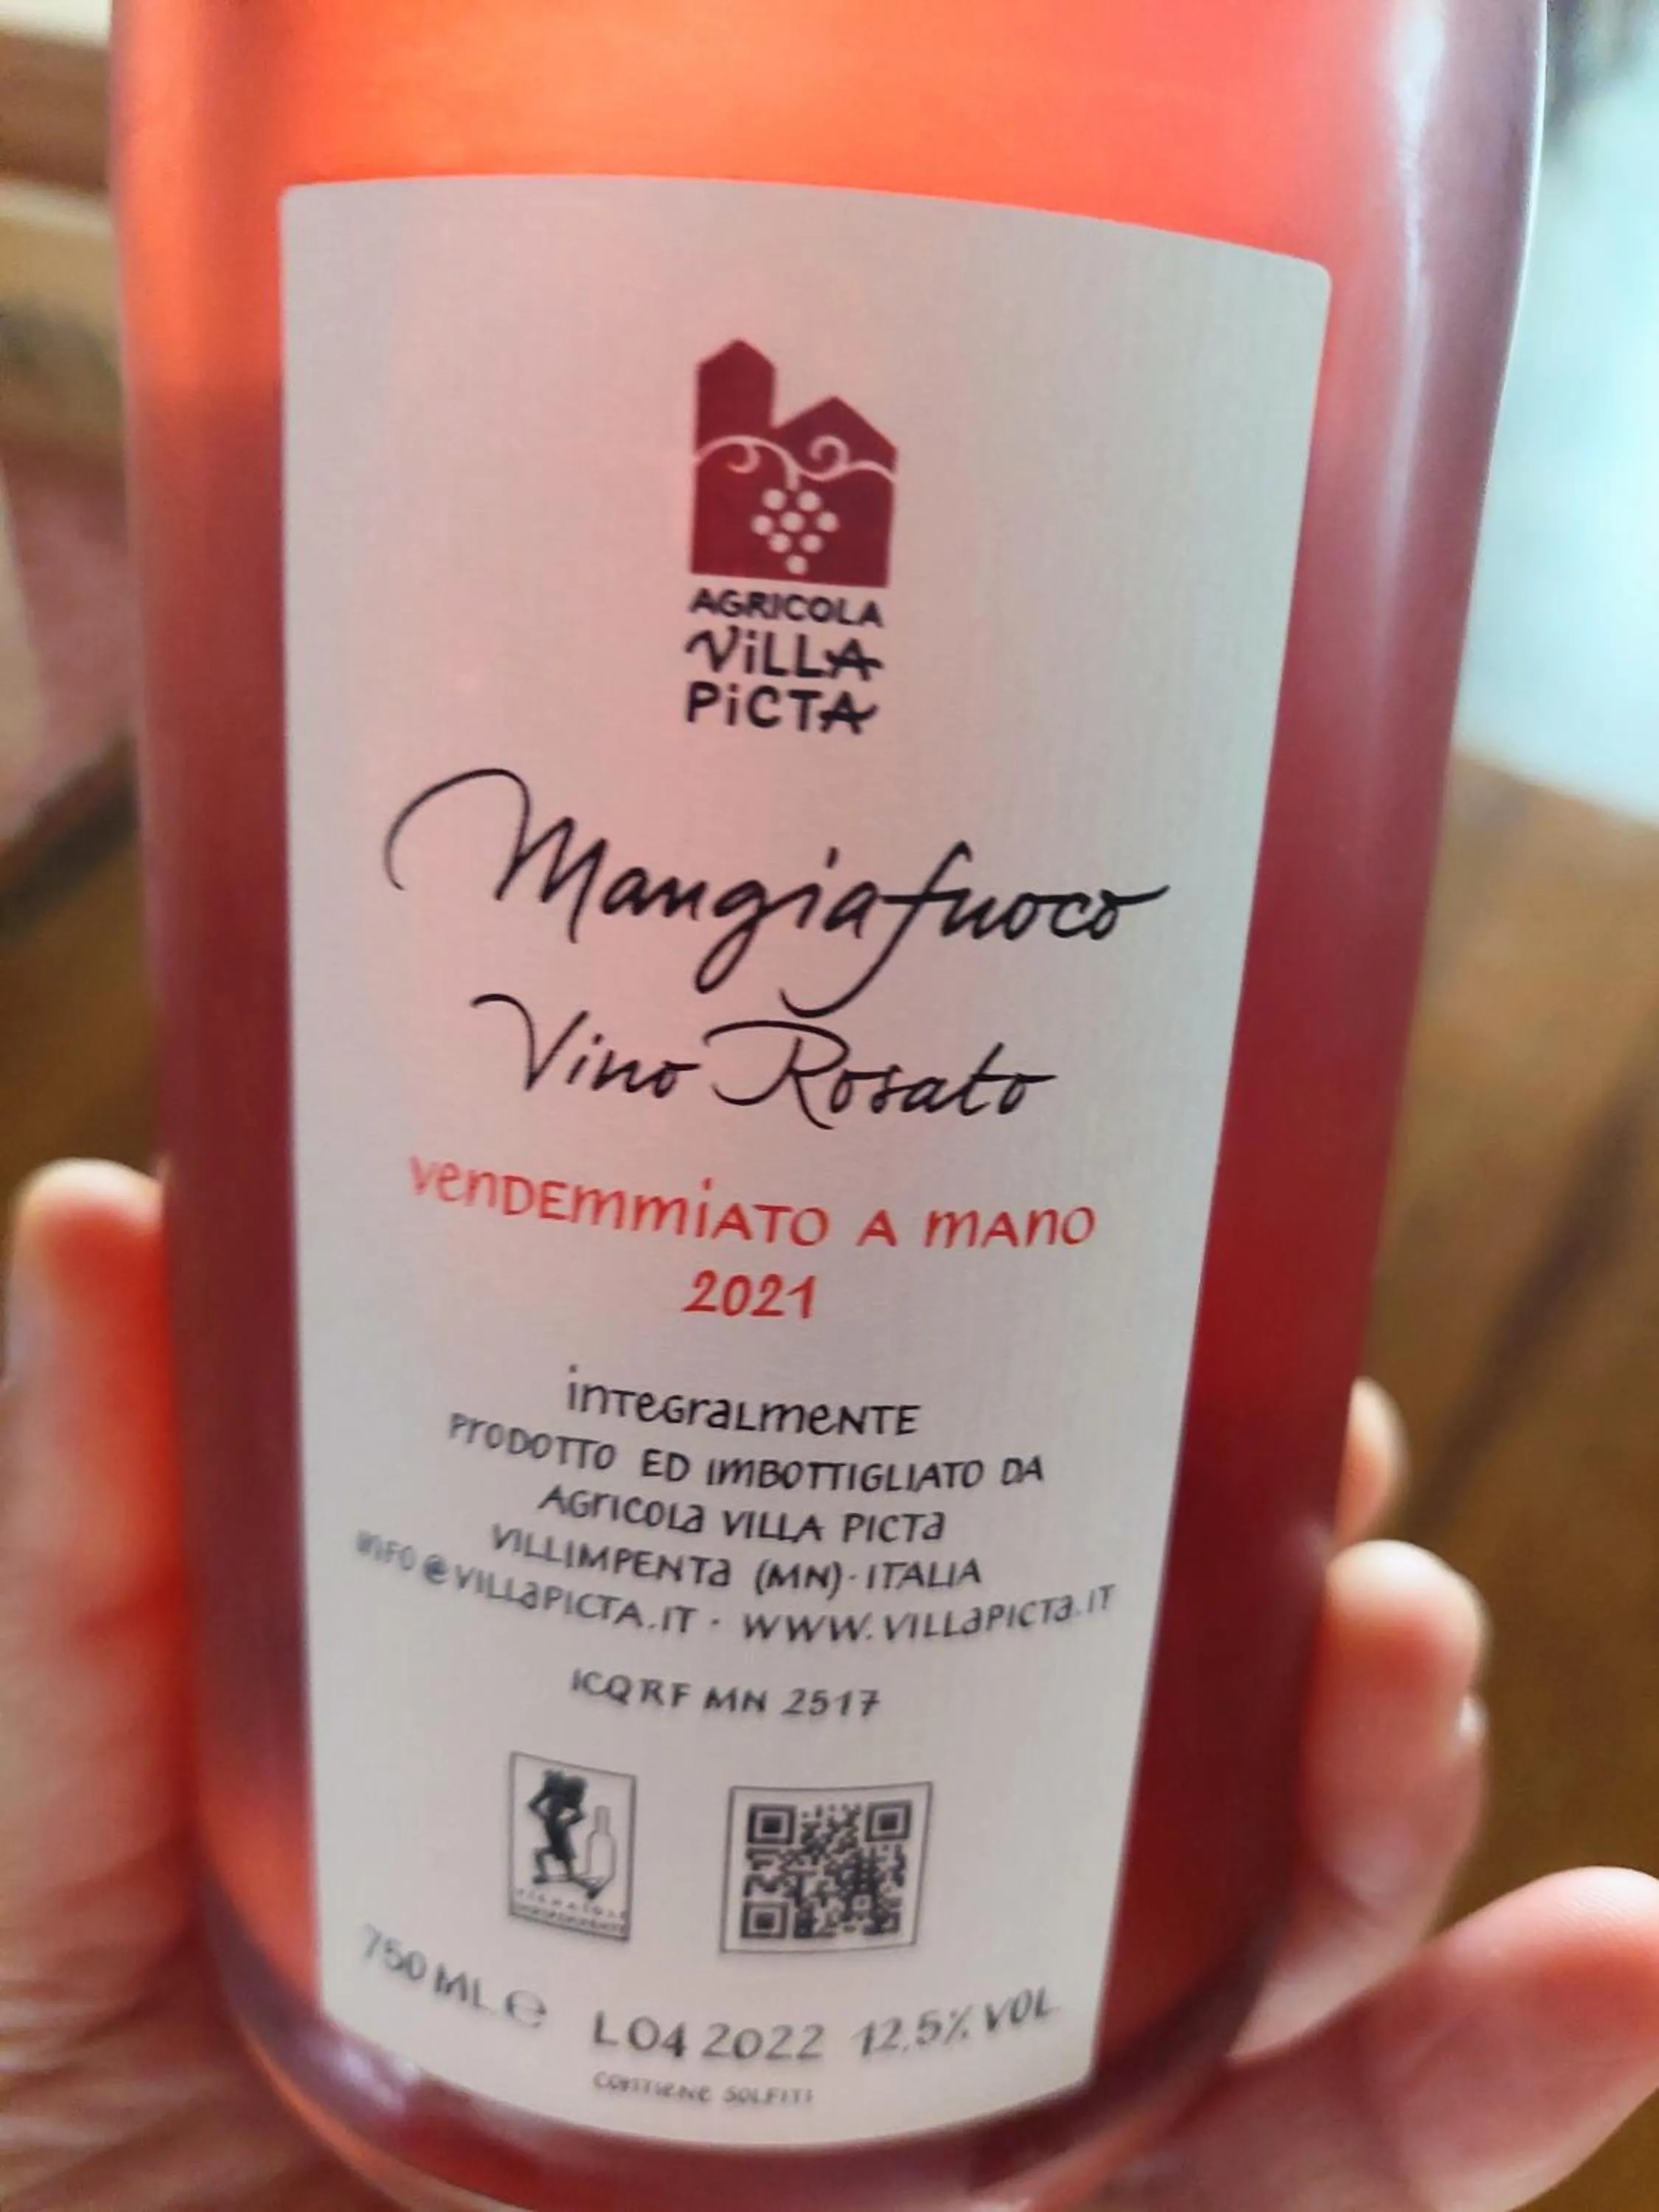 AGRICOLA
ViLLA
PiCTA
Mangiafuoco
Vino Rosato
venDEmmiATO A mAno
2021
inTeGraLmeNTE
PrODOTTO ED IMBOTTIGLIATO DA
AGrICOLa VILLA PICTa
VILLIMPENTa (MN)·ITALIA
INFO@VILLaPICTA.IT · WWW.VILLaPICTa.IT
ICQRF MN 2517
750 ML e L04 2022 12,5% VOL
CONTIENE SOLFITI